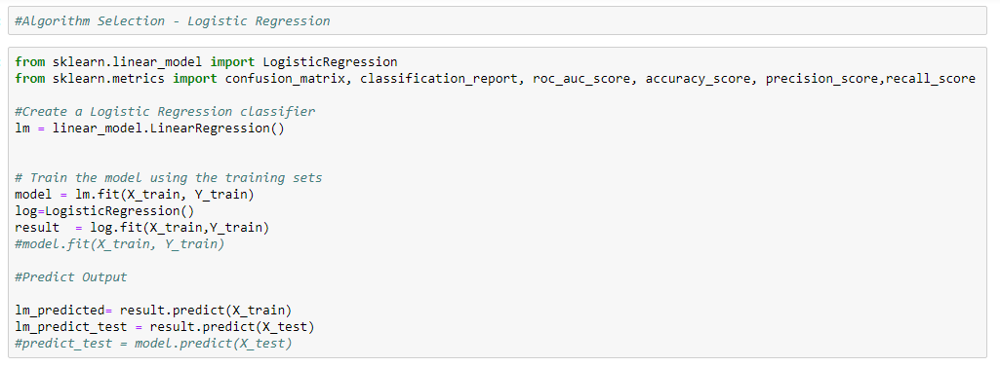 #Algorithm Selection - Logistic Regression
from sklearn.linear_model import LogisticRegression
from sklearn.metrics import confusion_matrix, classification_report, roc_auc_score, accuracy_score, precision_score,recall_score
#Create a Logistic Regression classifier
lm = linear_model.LinearRegression()
# Train the model using the training sets
model = lm.fit(X_train, Y_train)
log=LogisticRegression()
result  = log.fit(X_train,Y_train)
#model.fit(X_train, Y_train)
#Predict Output
lm_predicted= result.predict(X_train)
lm_predict_test = result.predict(X_test)
#predict_test = model.predict(X_test)